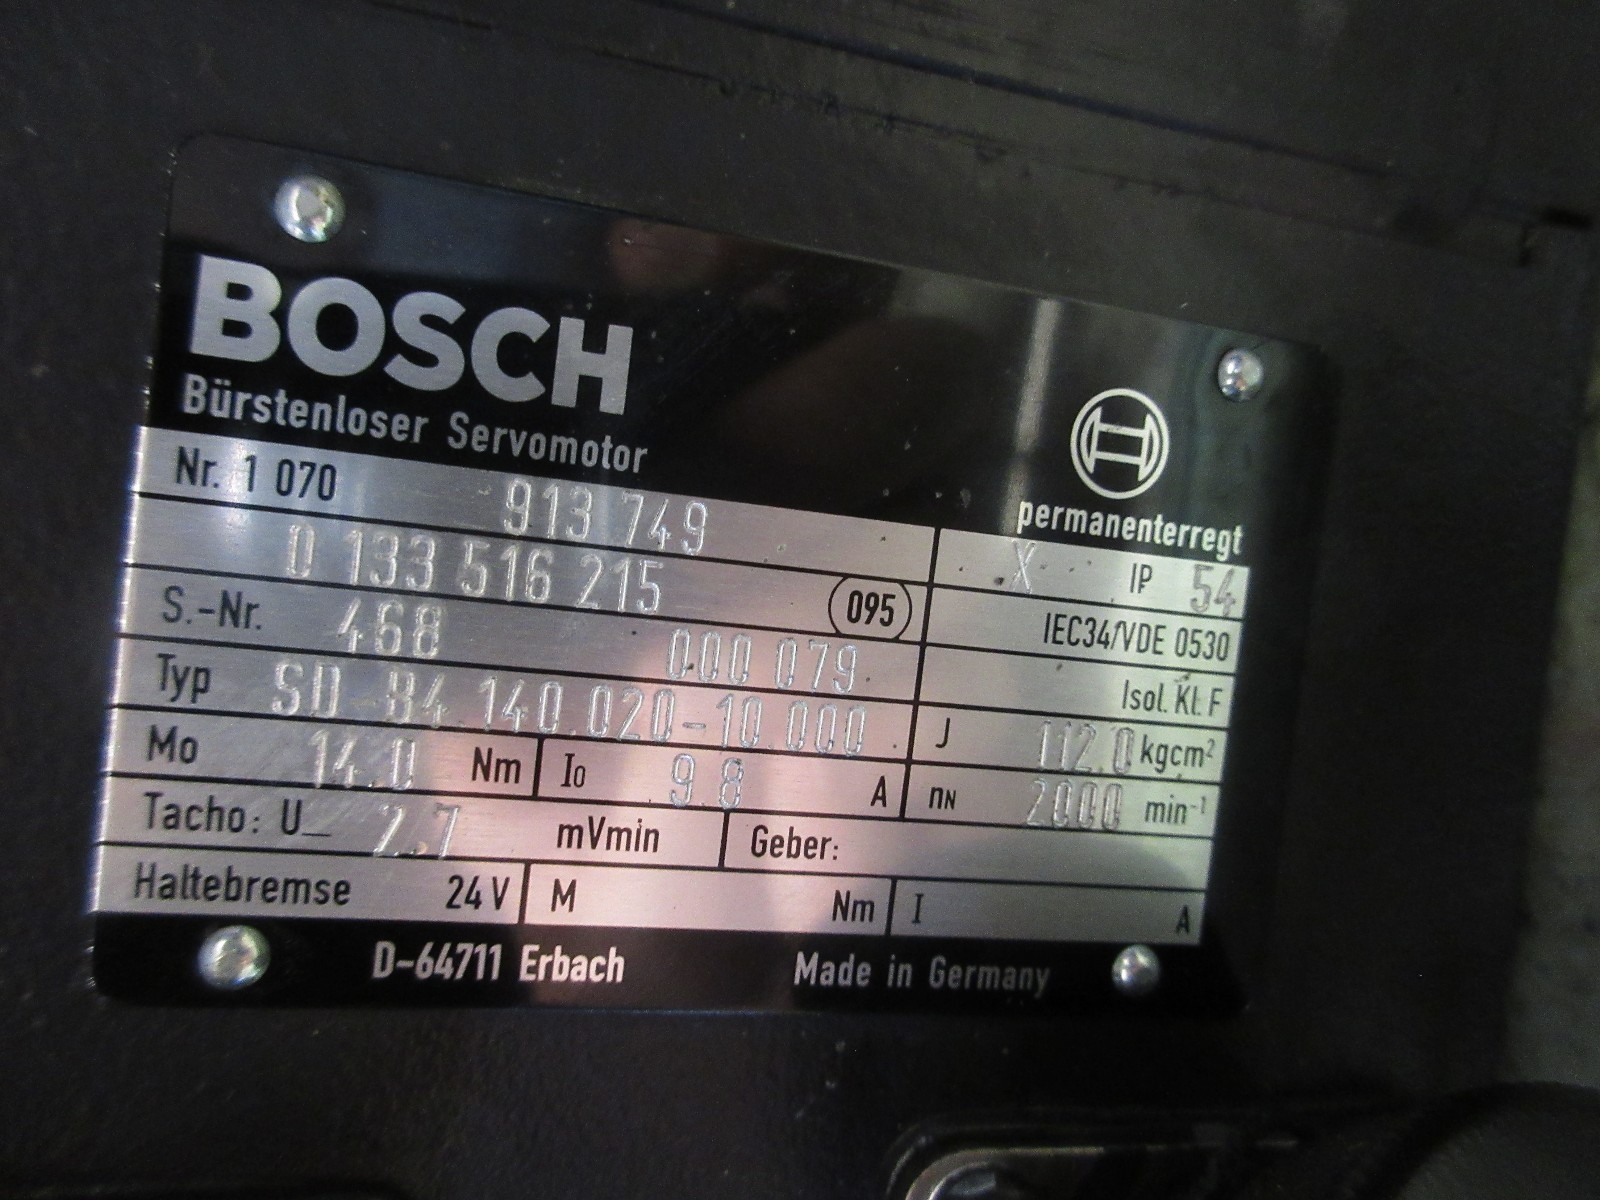 BOSCH
Bürstenloser Servomotor
permanenterregt
Nr. 1 070 913 749 X IP 54
0 133 516 215 095 IEC34/VDE 0530
S.-Nr. 468 000 079 Isol. Kl. F
Typ SD-B4.140.020-10.000 J 112.0 kgcm²
Mo 14.0 Nm I0 9.8 A nN 2000 min-1
Tacho: U_ 2.7 mVmin Geber:
Haltebremse 24V M Nm I A
D-64711 Erbach Made in Germany